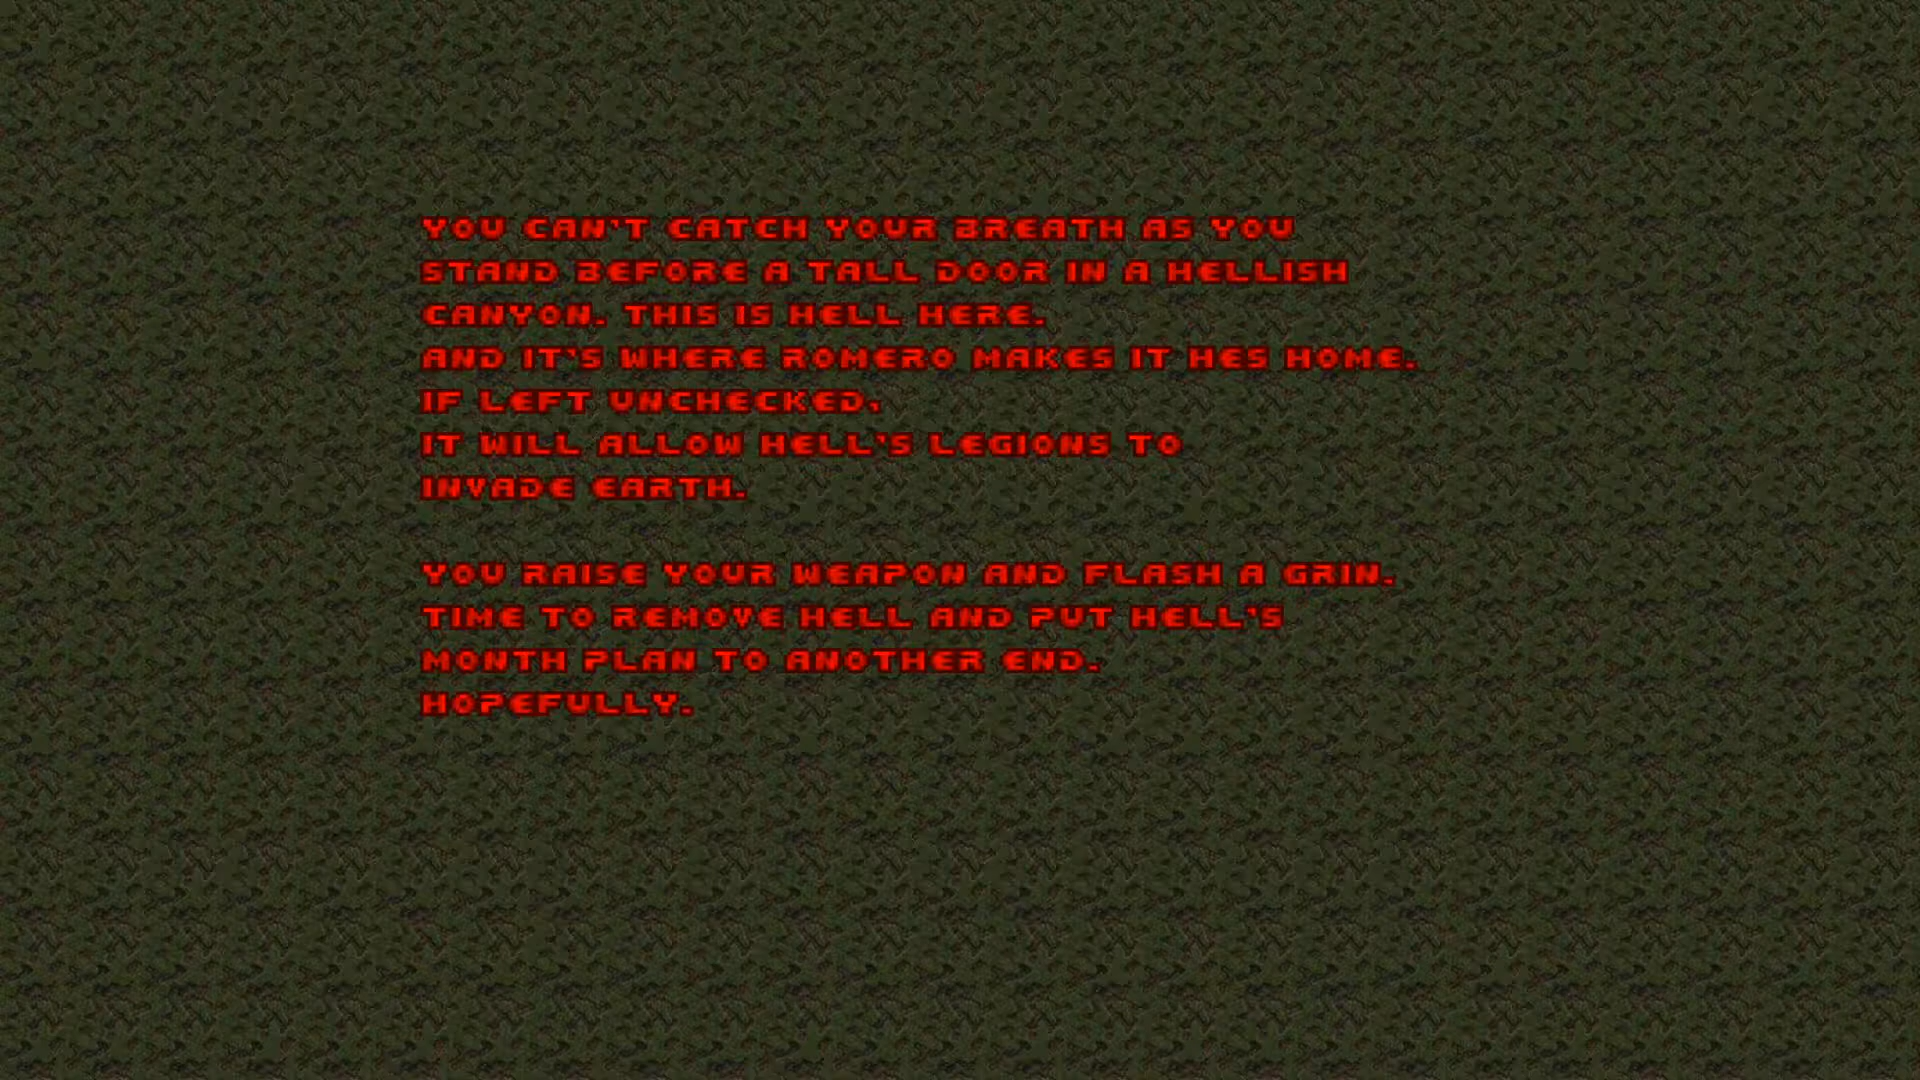 YOU CAN'T CATCH YOUR BREATH AS YOU
STAND BEFORE A TALL DOOR IN A HELLISH
CANYON. THIS IS HELL HERE.
AND IT'S WHERE ROMERO MAKES IT HES HOME.
IF LEFT UNCHECKED,
IT WILL ALLOW HELL'S LEGIONS TO
INVADE EARTH.
YOU RAISE YOUR WEAPON AND FLASH A GRIN.
TIME TO REMOVE HELL AND PUT HELL'S
MONTH PLAN TO ANOTHER END.
HOPEFULLY.